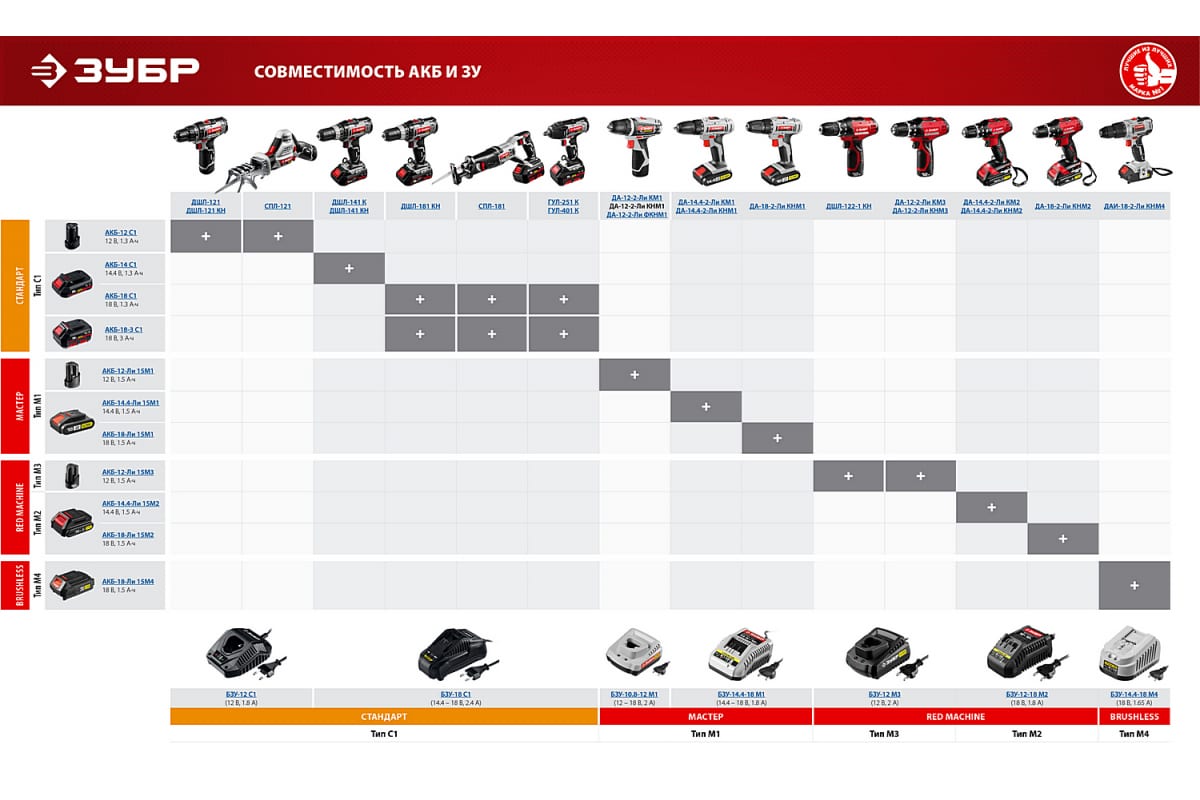 ЗУБР
СОВМЕСТИМОСТЬ АКБ И ЗУ
ЛУЧШИЕ ИЗ ЛУЧШИХ
МАРКА №1
ДШЛ-121
ДШЛ-121 КН
СПЛ-121
ДШЛ-141 К
ДШЛ-141 КН
ДШЛ-181 КН
СПЛ-181
ГУЛ-251 К
ГУЛ-401 К
ДА-12-2-Ли КМ1
ДА-12-2-Ли КНМ1
ДА-12-2-Ли ФКНМ1
ДА-14.4-2-Ли КМ1
ДА-14.4-2-Ли КНМ1
ДА-18-2-Ли КНМ1
ДШЛ-122-1 КН
ДА-12-2-Ли КМ3
ДА-12-2-Ли КНМ3
ДА-14.4-2-Ли КМ2
ДА-14.4-2-Ли КНМ2
ДА-18-2-Ли КНМ2
ДАИ-18-2-Ли КНМ4
СТАНДАРТ
Тип С1
АКБ-12 С1
12 В, 1.3 А·ч
+ +
АКБ-14 С1
14.4 В, 1.3 А·ч
+
АКБ-18 С1
18 В, 1.3 А·ч
+ + +
АКБ-18-3 С1
18 В, 3 А·ч
+ + +
МАСТЕР
Тип М1
АКБ-12-Ли 15М1
12 В, 1.5 А·ч
+
АКБ-14.4-Ли 15М1
14.4 В, 1.5 А·ч
+
АКБ-18-Ли 15М1
18 В, 1.5 А·ч
+
RED MACHINE
Тип М3
АКБ-12-Ли 15М3
12 В, 1.5 А·ч
+ +
Тип М2
АКБ-14.4-Ли 15М2
14.4 В, 1.5 А·ч
+
АКБ-18-Ли 15М2
18 В, 1.5 А·ч
+
BRUSHLESS
Тип М4
АКБ-18-Ли 15М4
18 В, 1.5 А·ч
+
БЗУ-12 С1
(12 В, 1.8 А)
БЗУ-18 С1
(14.4 – 18 В, 2.4 А)
БЗУ-10.8-12 М1
(12 – 18 В, 2 А)
БЗУ-14.4-18 М1
(14.4 – 18 В, 1.8 А)
БЗУ-12 М3
(12 В, 2 А)
БЗУ-12-18 М2
(18 В, 1.8 А)
БЗУ-14.4-18 М4
(18 В, 1.65 А)
СТАНДАРТ МАСТЕР RED MACHINE BRUSHLESS
Тип С1 Тип М1 Тип М3 Тип М2 Тип М4